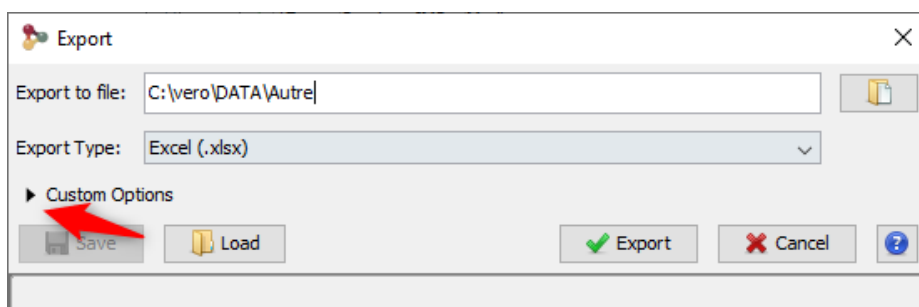 Export
Export to file: C:\vero\DATA\Autre
Export Type: Excel (.xlsx)
Custom Options
Save Load Export Cancel ?